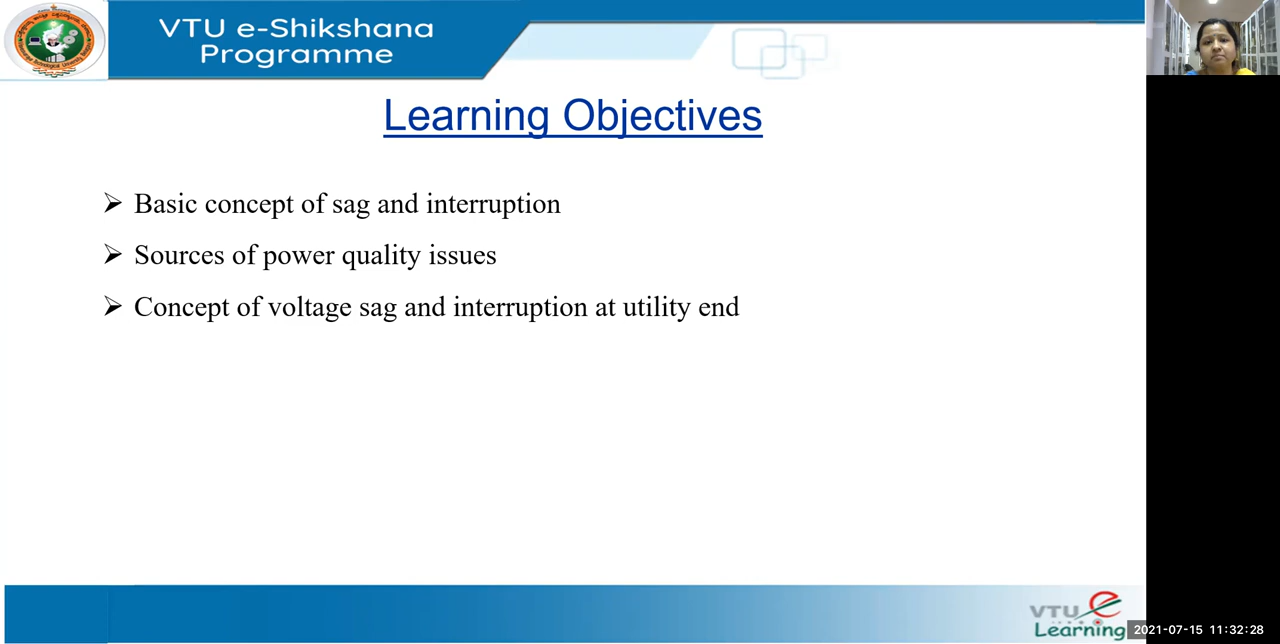 VTU e-Shikshana
Programme
Learning Objectives
➢ Basic concept of sag and interruption
➢ Sources of power quality issues
➢ Concept of voltage sag and interruption at utility end
VTU e
Learning
2021-07-15 11:32:28